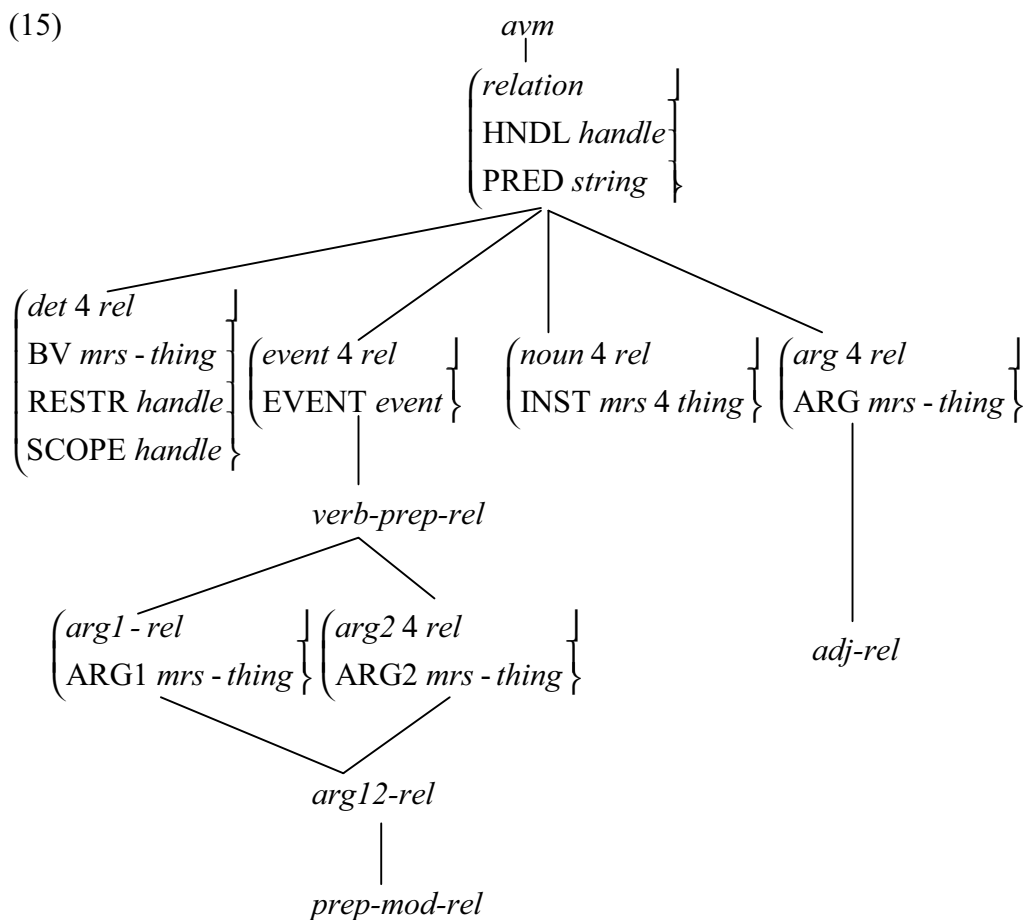 (15)
avm
relation
HNDL handle
PRED string
det 4 rel
BV mrs - thing
RESTR handle
SCOPE handle
event 4 rel
EVENT event
noun 4 rel
INST mrs 4 thing
arg 4 rel
ARG mrs - thing
verb-prep-rel
arg1 - rel
ARG1 mrs - thing
arg2 4 rel
ARG2 mrs - thing
adj-rel
arg12-rel
prep-mod-rel